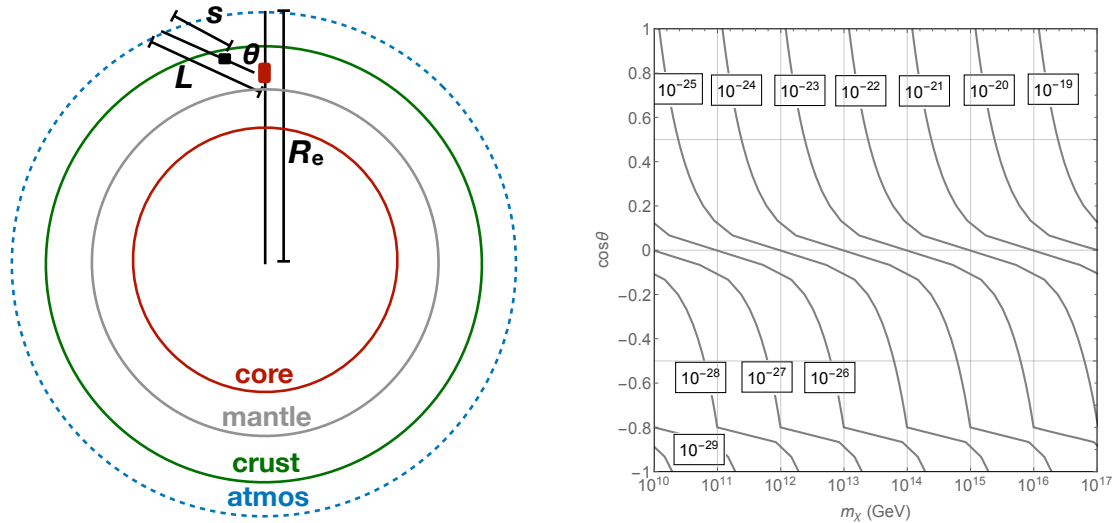 s
θ
L
R_e
core
mantle
crust
atmos
1
0.8
0.6
0.4
0.2
0
−0.2
−0.4
−0.6
−0.8
−1
cosθ
10^−25 10^−24 10^−23 10^−22 10^−21 10^−20 10^−19
10^−28 10^−27 10^−26
10^−29
10^10 10^11 10^12 10^13 10^14 10^15 10^16 10^17
m_χ (GeV)